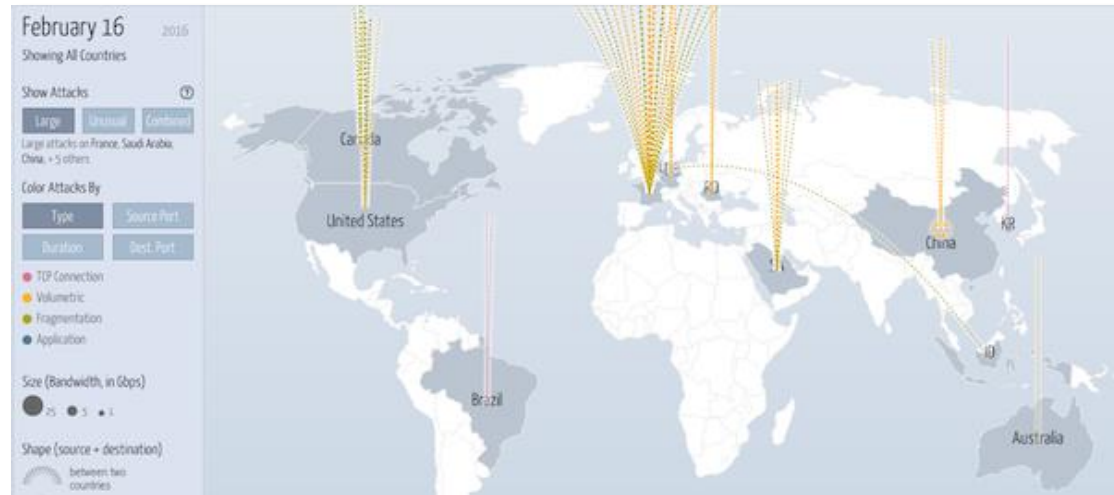 February 16 2016
Showing All Countries
Show Attacks ?
Large Unusual Combined
Large attacks on France, Saudi Arabia,
China, + 5 others
Color Attacks By
Type Source Port
Duration Dest. Port
TCP Connection
Volumetric
Fragmentation
Application
Size (Bandwidth, in Gbps)
25 5 1
Shape (source + destination)
between two
countries
Canada
United States
Brazil
RO
China
KR
ID
Australia